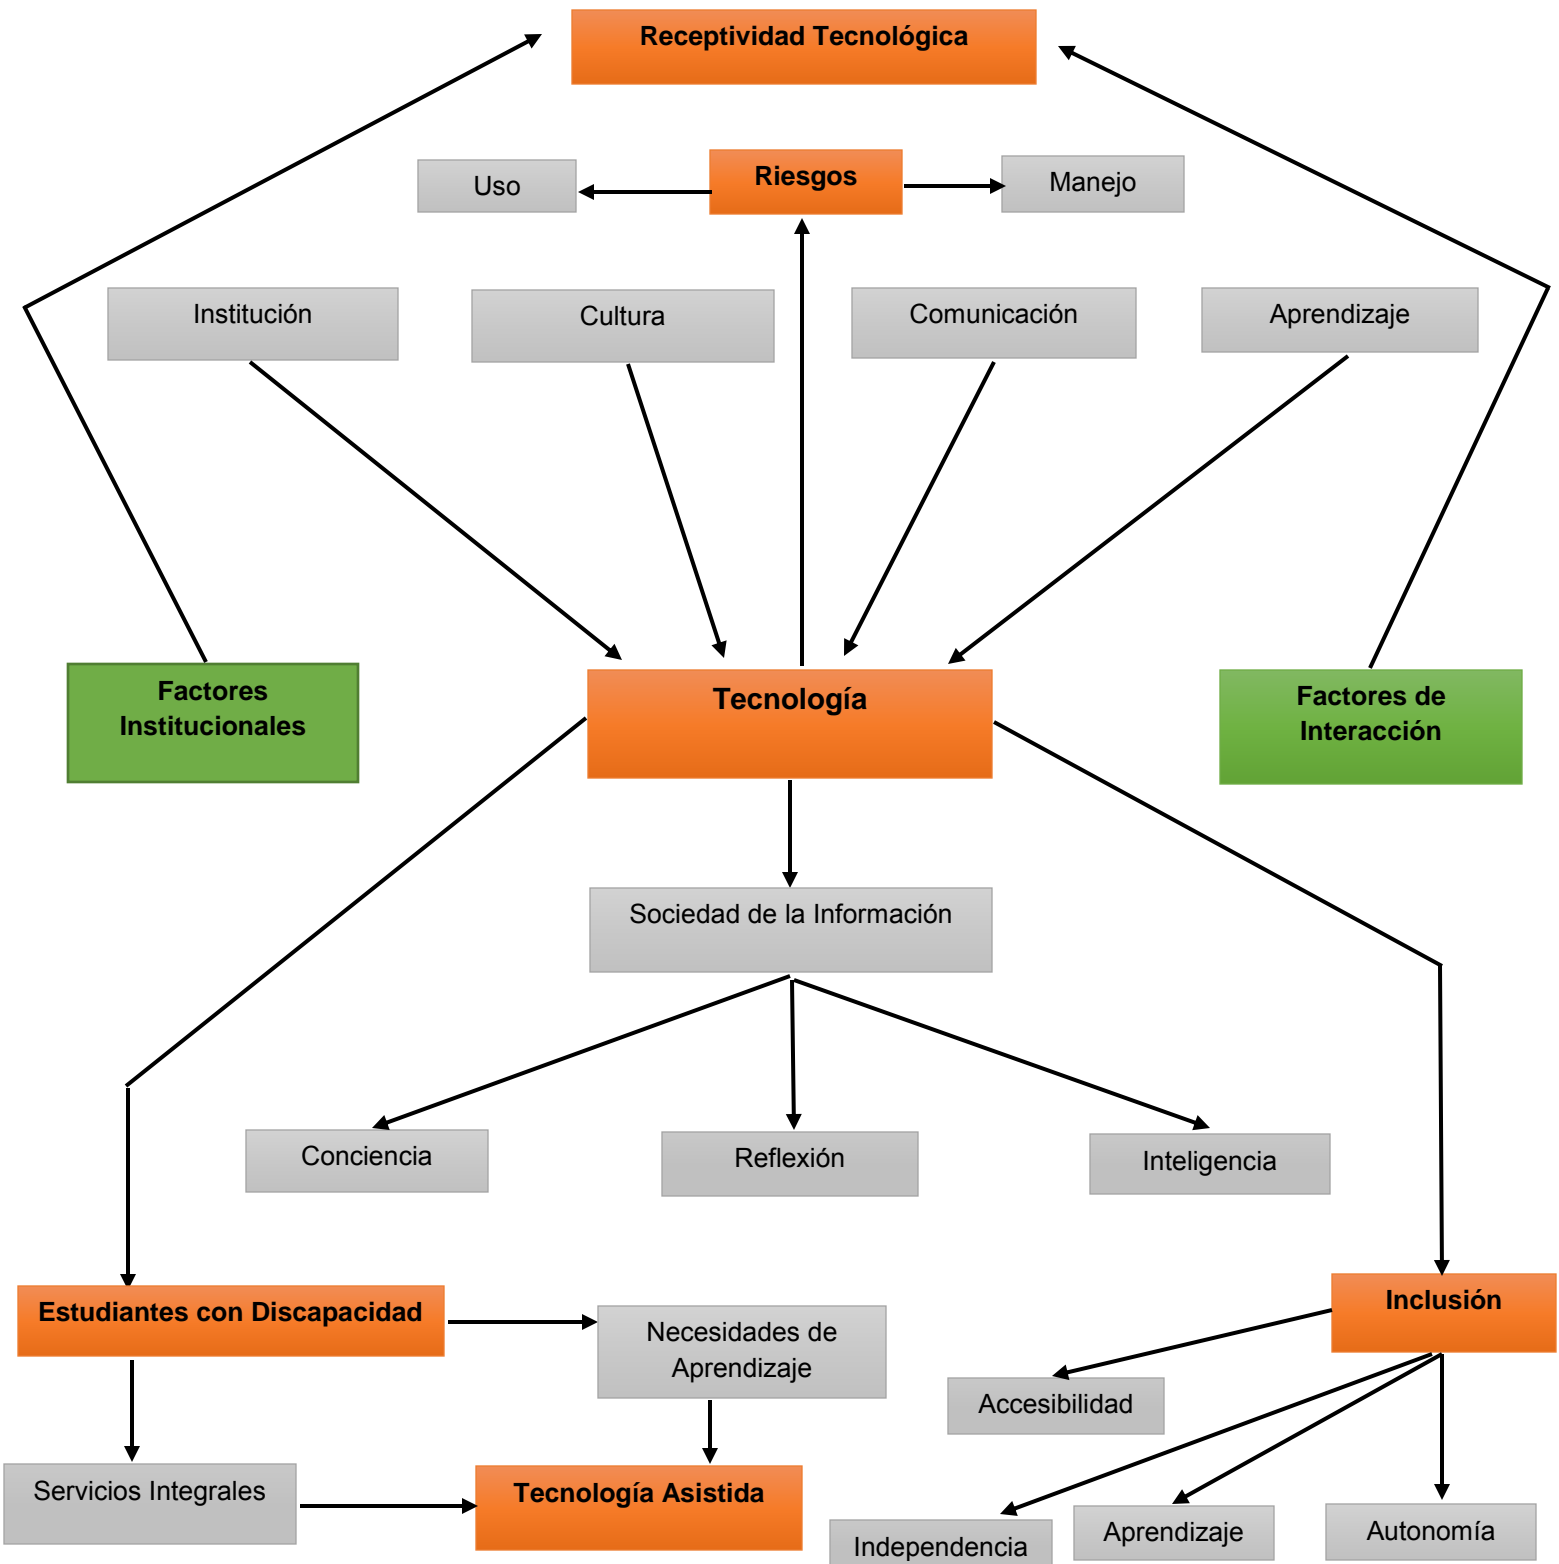 Receptividad Tecnológica
Uso
Riesgos
Manejo
Institución
Cultura
Comunicación
Aprendizaje
Factores
Institucionales
Tecnología
Factores de
Interacción
Sociedad de la Información
Conciencia
Reflexión
Inteligencia
Estudiantes con Discapacidad
Necesidades de
Aprendizaje
Inclusión
Accesibilidad
Servicios Integrales
Tecnología Asistida
Independencia
Aprendizaje
Autonomía